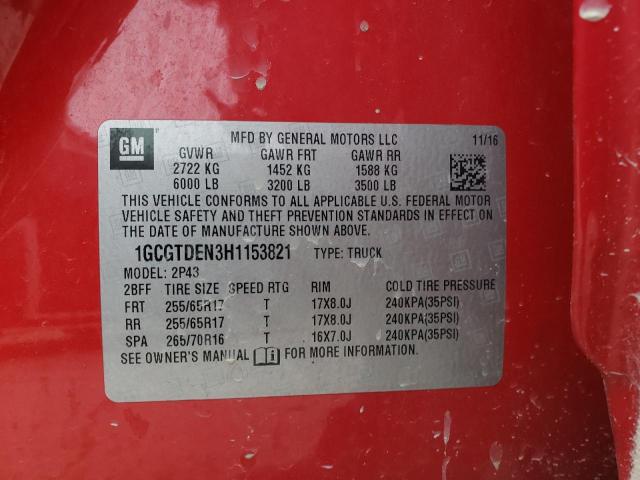 GM MFD BY GENERAL MOTORS LLC 11/16
GVWR GAWR FRT GAWR RR
2722 KG 1452 KG 1588 KG
6000 LB 3200 LB 3500 LB
THIS VEHICLE CONFORMS TO ALL APPLICABLE U.S. FEDERAL MOTOR
VEHICLE SAFETY AND THEFT PREVENTION STANDARDS IN EFFECT ON
THE DATE OF MANUFACTURE SHOWN ABOVE.
1GCGTDEN3H1153821 TYPE: TRUCK
MODEL: 2P43
2BFF TIRE SIZE SPEED RTG RIM COLD TIRE PRESSURE
FRT 255/65R17 T 17X8.0J 240KPA(35PSI)
RR 255/65R17 T 17X8.0J 240KPA(35PSI)
SPA 265/70R16 T 16X7.0J 240KPA(35PSI)
SEE OWNER'S MANUAL FOR MORE INFORMATION.